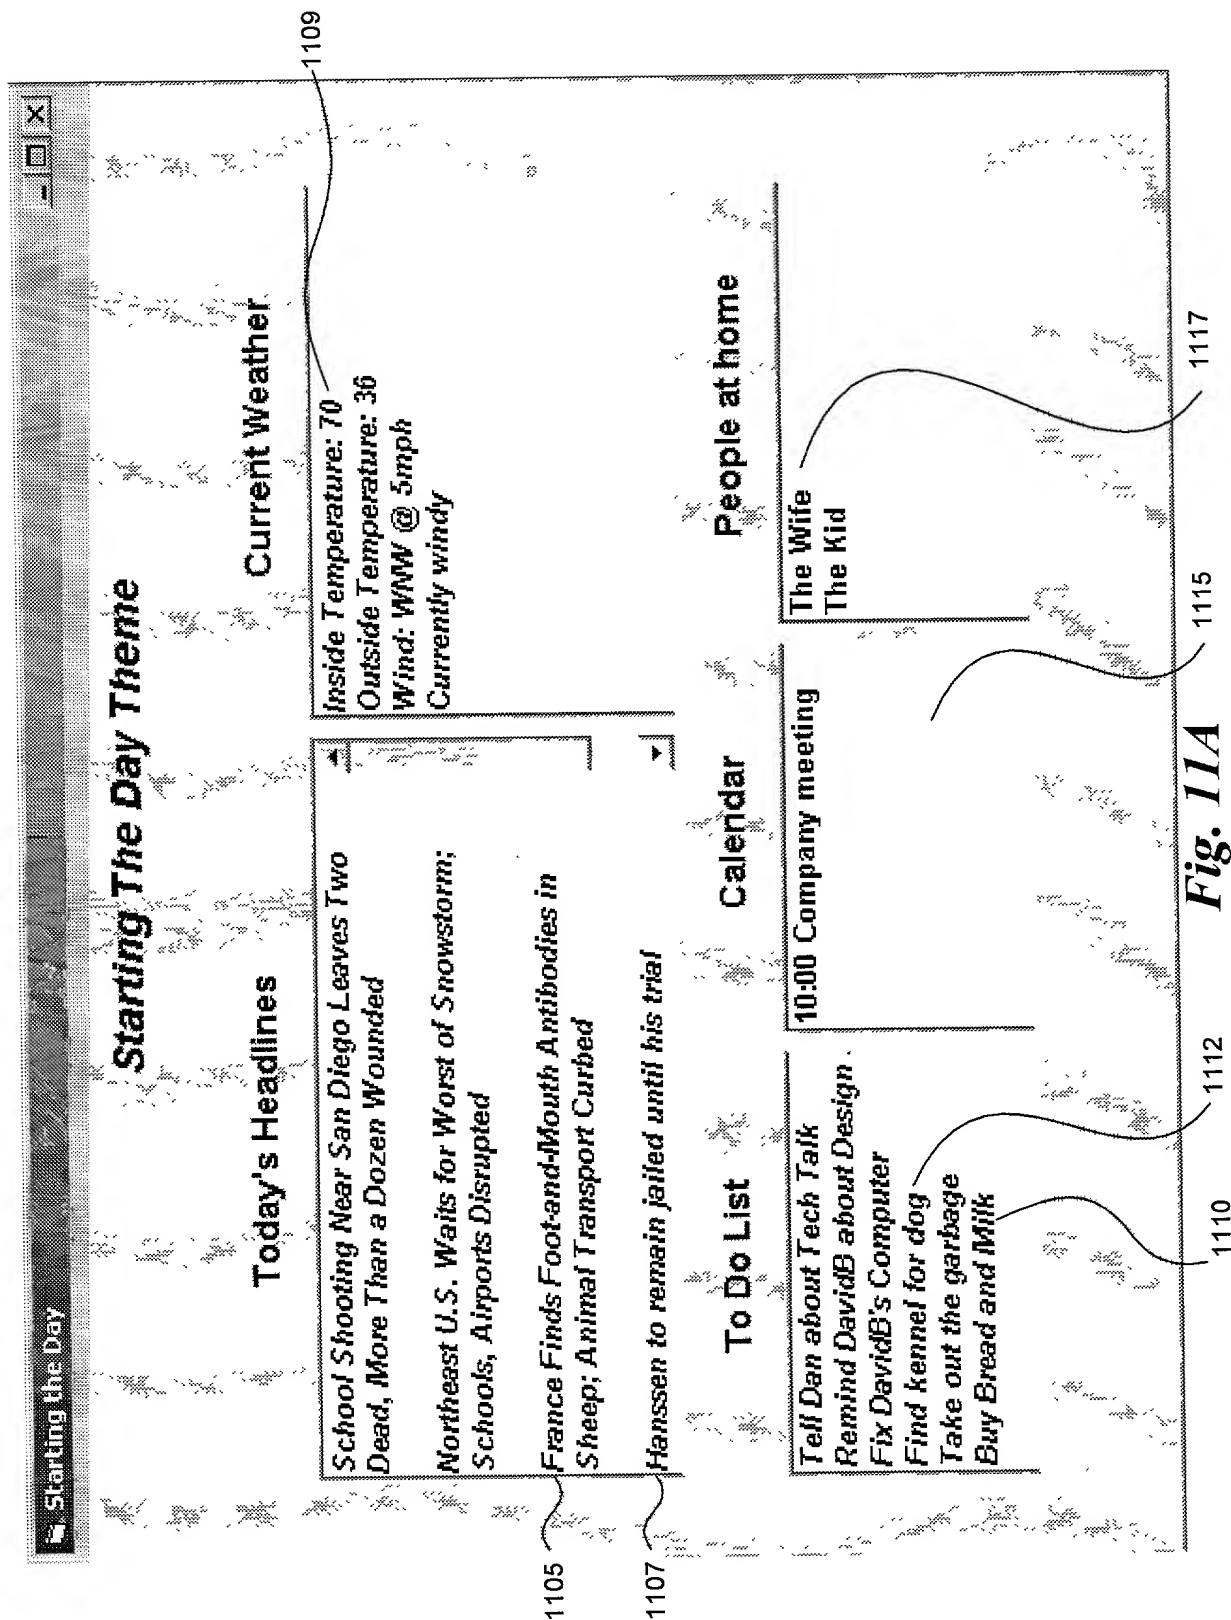 Starting the Day
Starting The Day Theme
Today's Headlines
School Shooting Near San Diego Leaves Two
Dead, More Than a Dozen Wounded
Northeast U.S. Waits for Worst of Snowstorm;
Schools, Airports Disrupted
France Finds Foot-and-Mouth Antibodies in
Sheep; Animal Transport Curbed
Hanssen to remain jailed until his trial
1105
1107
Current Weather
Inside Temperature: 70
Outside Temperature: 36
Wind: WNW @ 5mph
Currently windy
1109
To Do List
Tell Dan about Tech Talk
Remind DavidB about Design
Fix DavidB's Computer
Find kennel for dog
Take out the garbage
Buy Bread and Milk
1110
1112
Calendar
10:00 Company meeting
1115
People at home
The Wife
The Kid
1117
Fig. 11A